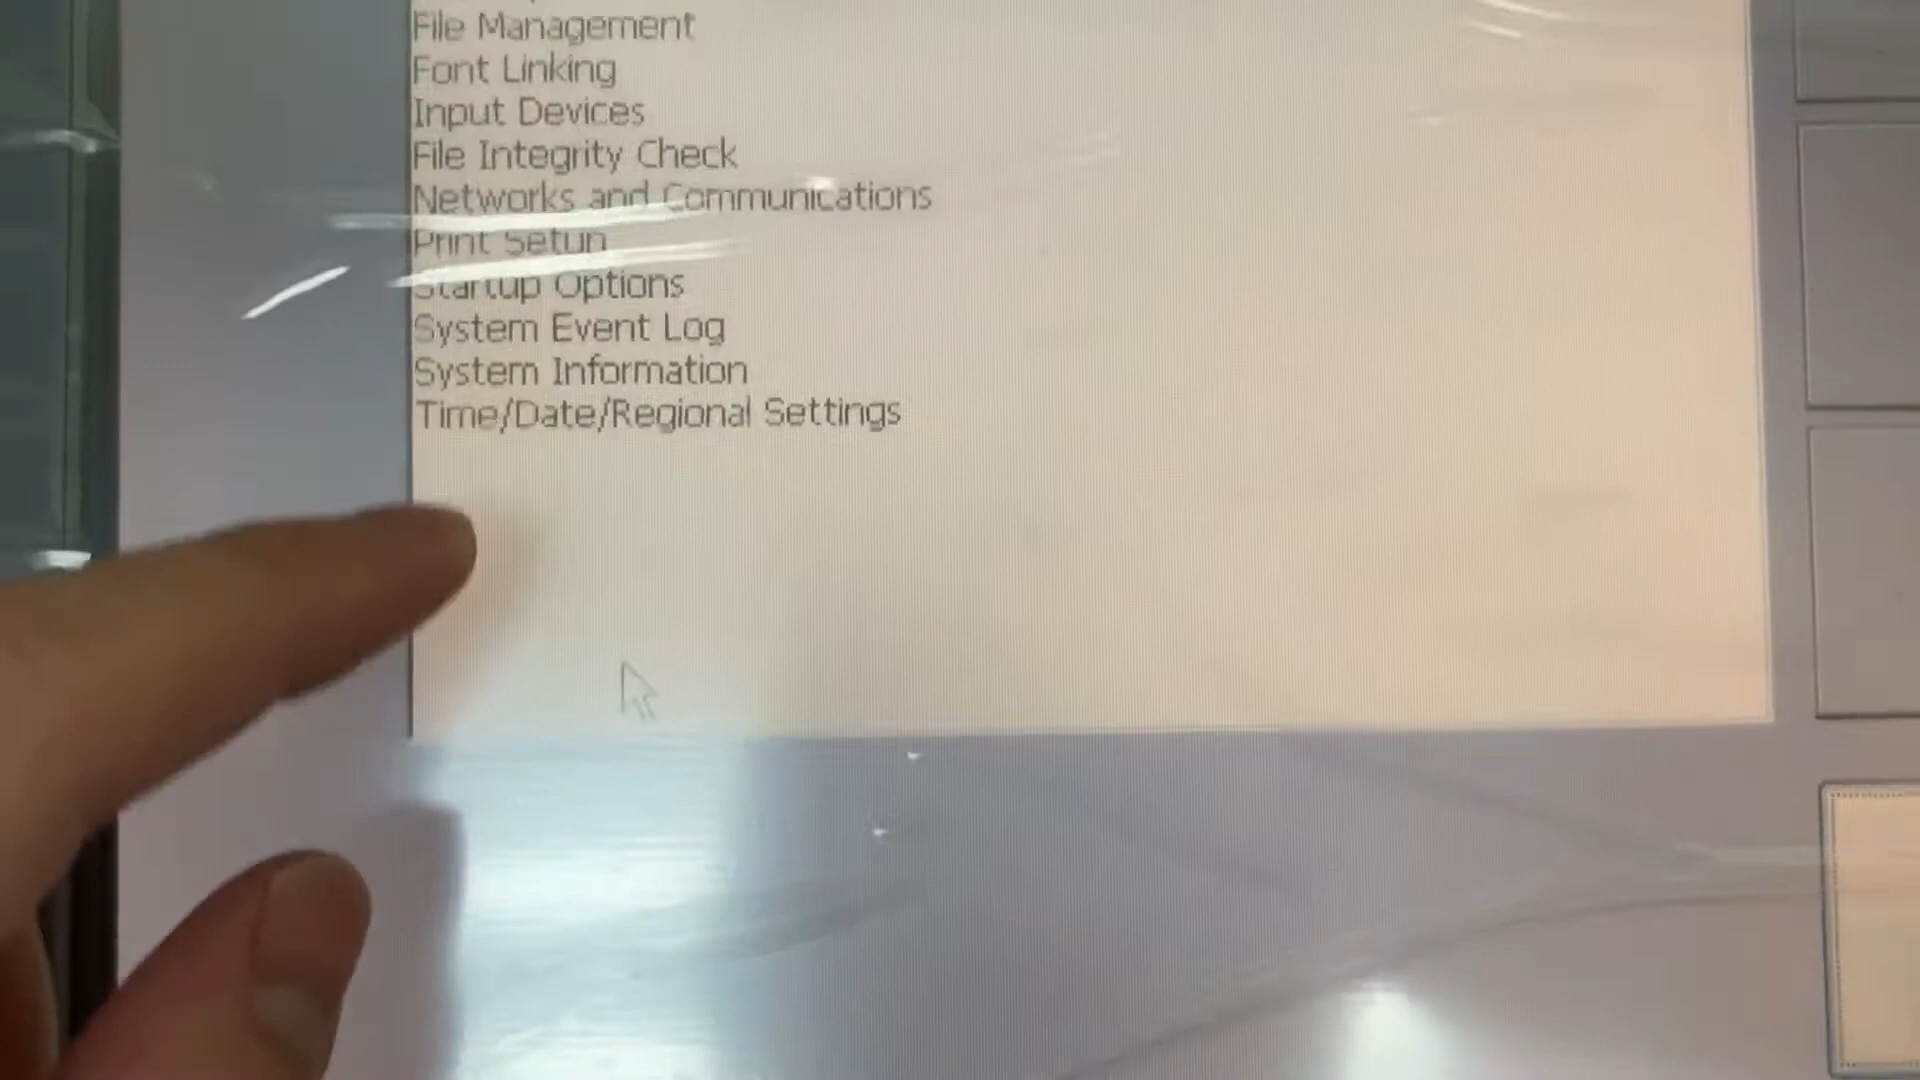 File Management
Font Linking
Input Devices
File Integrity Check
Networks and Communications
Print Setup
Startup Options
System Event Log
System Information
Time/Date/Regional Settings